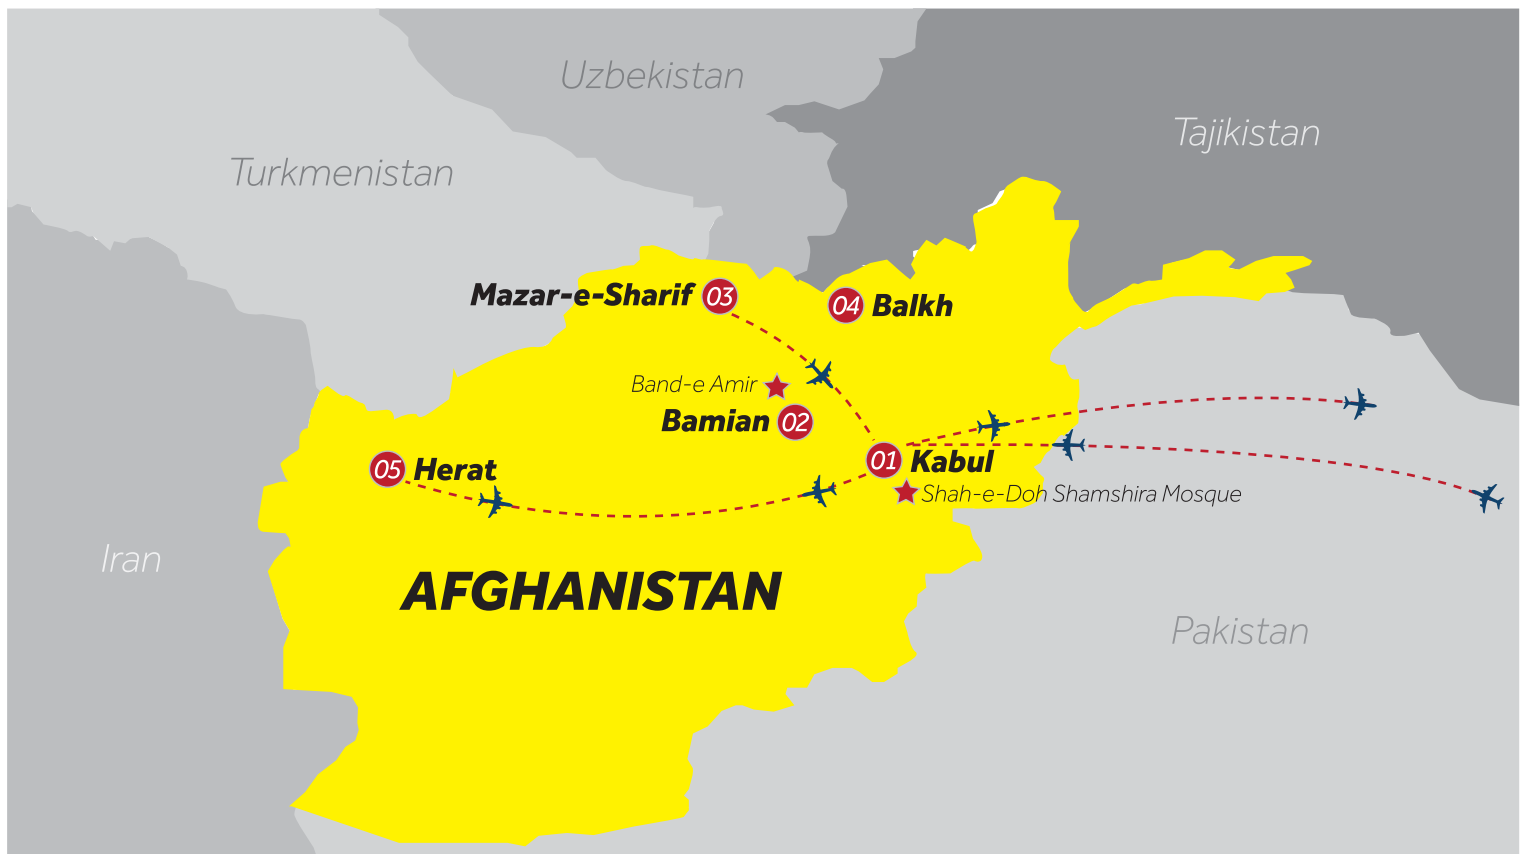 Uzbekistan
Tajikistan
Turkmenistan
Mazar-e-Sharif 03
04 Balkh
Band-e Amir
Bamian 02
05 Herat
01 Kabul
Shah-e-Doh Shamshira Mosque
Iran
AFGHANISTAN
Pakistan